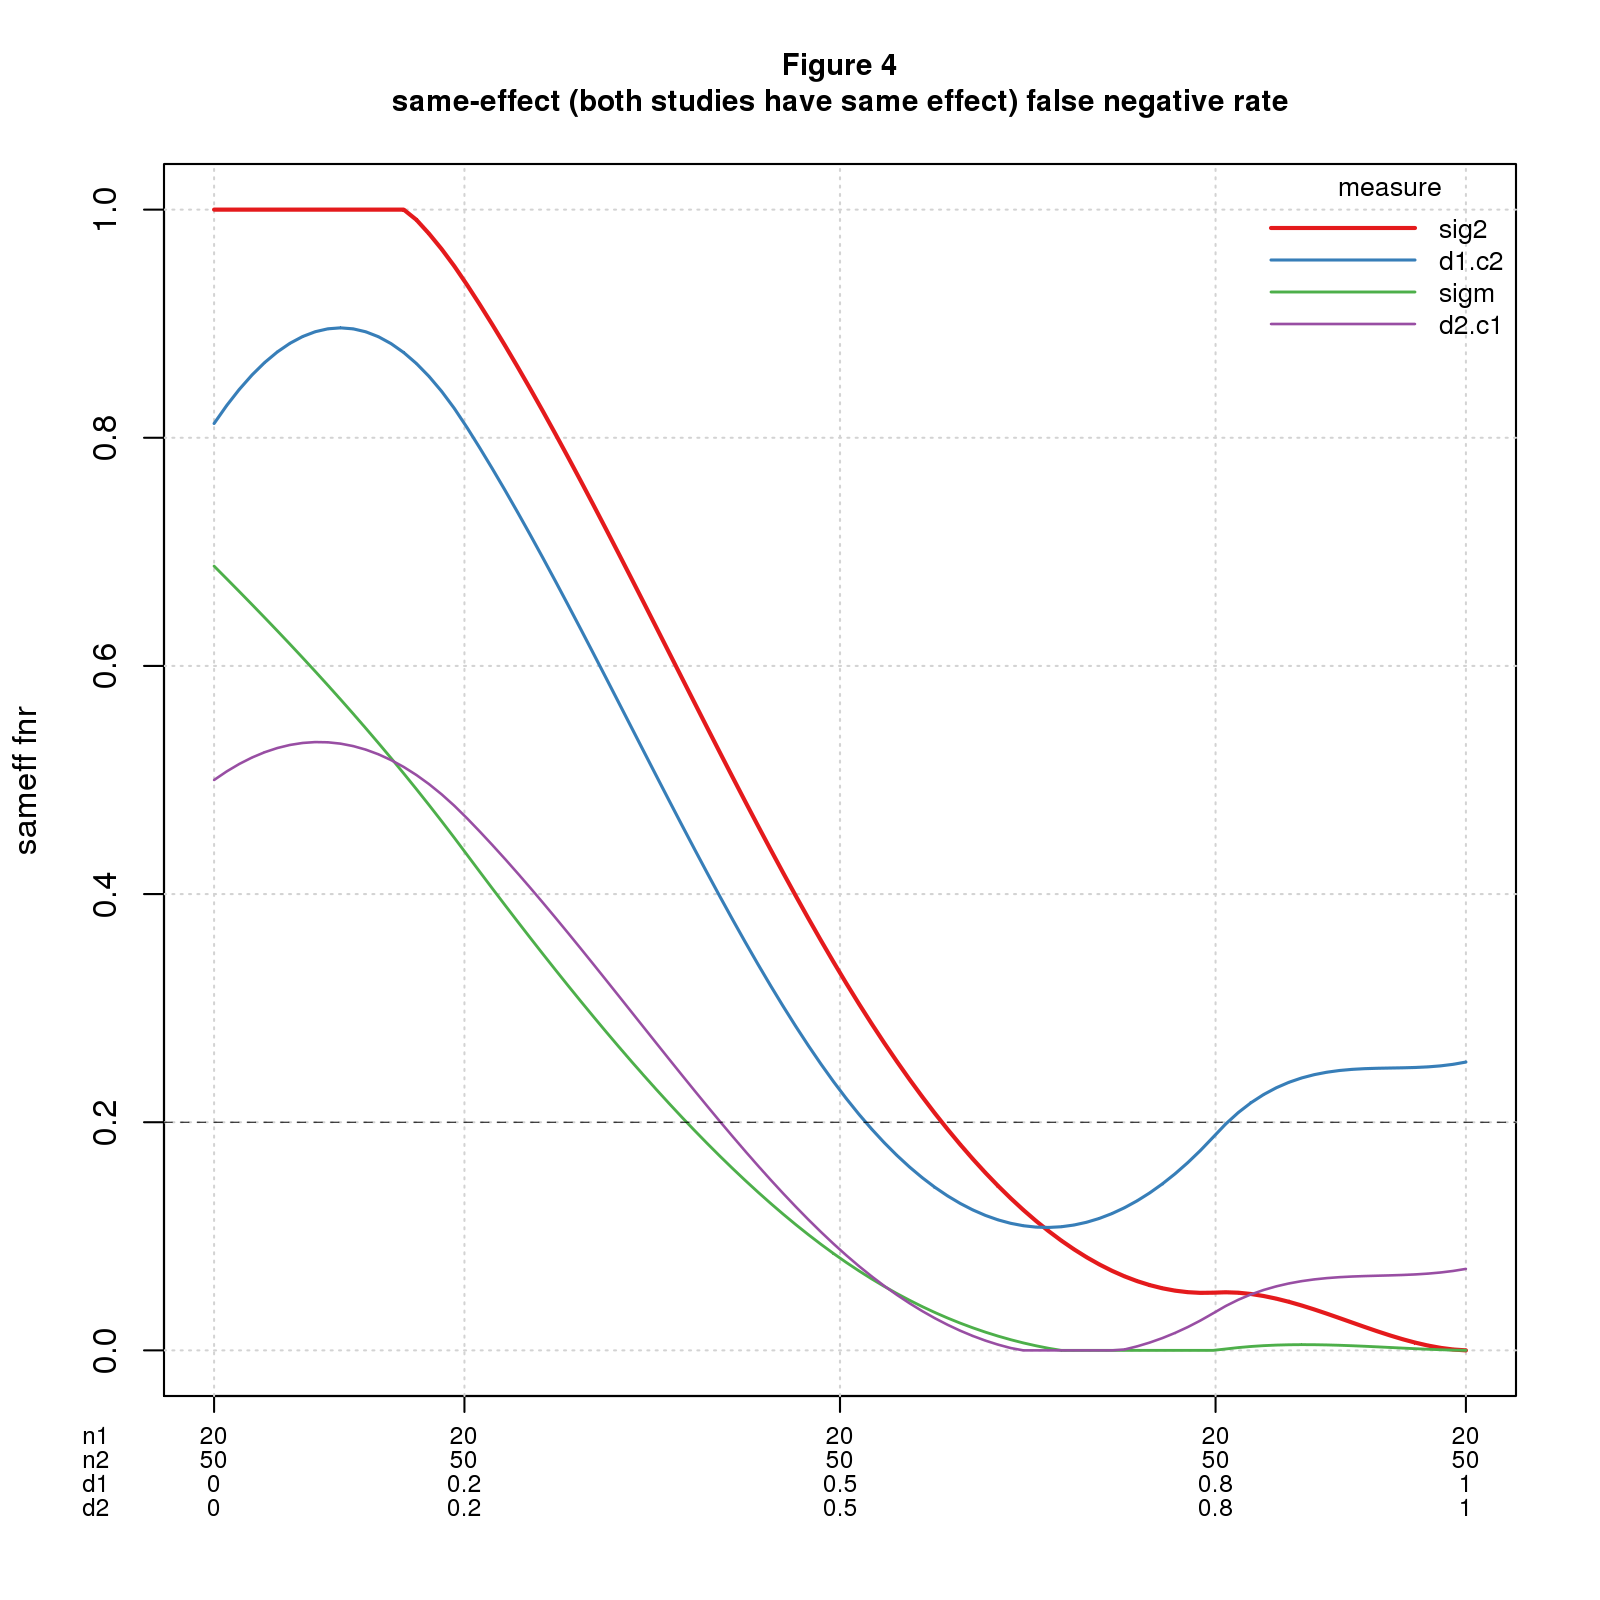 Figure 4
same-effect (both studies have same effect) false negative rate
measure
sig2
d1.c2
sigm
d2.c1
sameff fnr
1.0
0.8
0.6
0.4
0.2
0.0
n1 20 20 20 20 20
n2 50 50 50 50 50
d1 0 0.2 0.5 0.8 1
d2 0 0.2 0.5 0.8 1